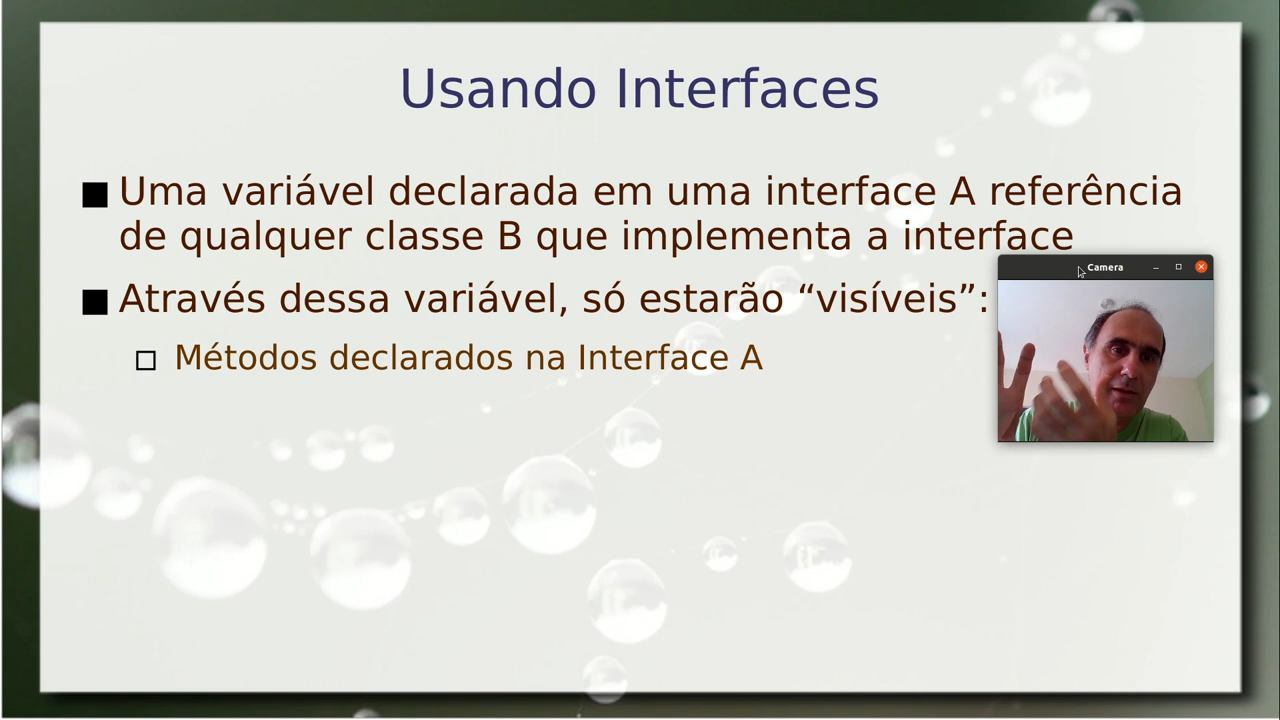 Usando Interfaces
Uma variável declarada em uma interface A referência
de qualquer classe B que implementa a interface
Através dessa variável, só estarão “visíveis”:
Métodos declarados na Interface A
Camera